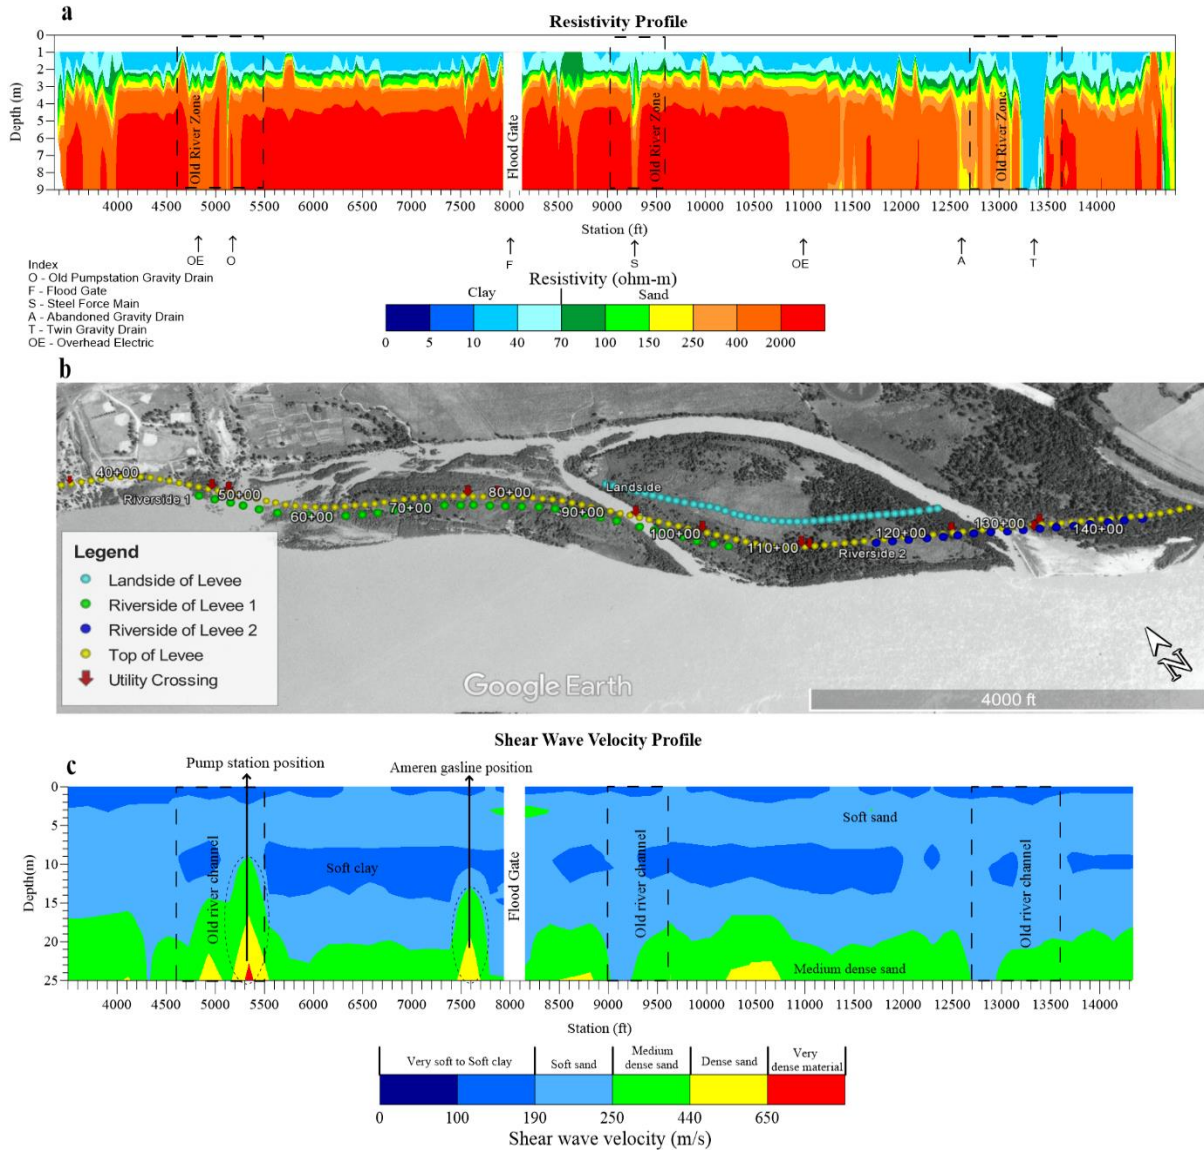 a
Resistivity Profile
Depth (m)
0
1
2
3
4
5
6
7
8
9
Old River Zone
Flood Gate
Old River Zone
Old River Zone
4000 4500 5000 5500 6000 6500 7000 7500 8000 8500 9000 9500 10000 10500 11000 11500 12000 12500 13000 13500 14000
Station (ft)
OE O F S OE A T
Index
O - Old Pumpstation Gravity Drain
F - Flood Gate
S - Steel Force Main
A - Abandoned Gravity Drain
T - Twin Gravity Drain
OE - Overhead Electric
Resistivity (ohm-m)
Clay Sand
0 5 10 40 70 100 150 250 400 2000
b
40+00
Riverside 1
50+00
60+00
70+00
80+00
90+00
Landside
100+00
110+00
Riverside 2
120+00
130+00
140+00
Legend
Landside of Levee
Riverside of Levee 1
Riverside of Levee 2
Top of Levee
Utility Crossing
Google Earth
4000 ft
N
Shear Wave Velocity Profile
c
Pump station position
Ameren gasline position
Depth(m)
0
5
10
15
20
25
Old river channel
Soft clay
Flood Gate
Old river channel
Soft sand
Medium dense sand
Old river channel
4000 4500 5000 5500 6000 6500 7000 7500 8000 8500 9000 9500 10000 10500 11000 11500 12000 12500 13000 13500 14000
Station (ft)
Very soft to Soft clay
Soft sand
Medium
dense sand
Dense sand
Very
dense material
0 100 190 250 440 650
Shear wave velocity (m/s)